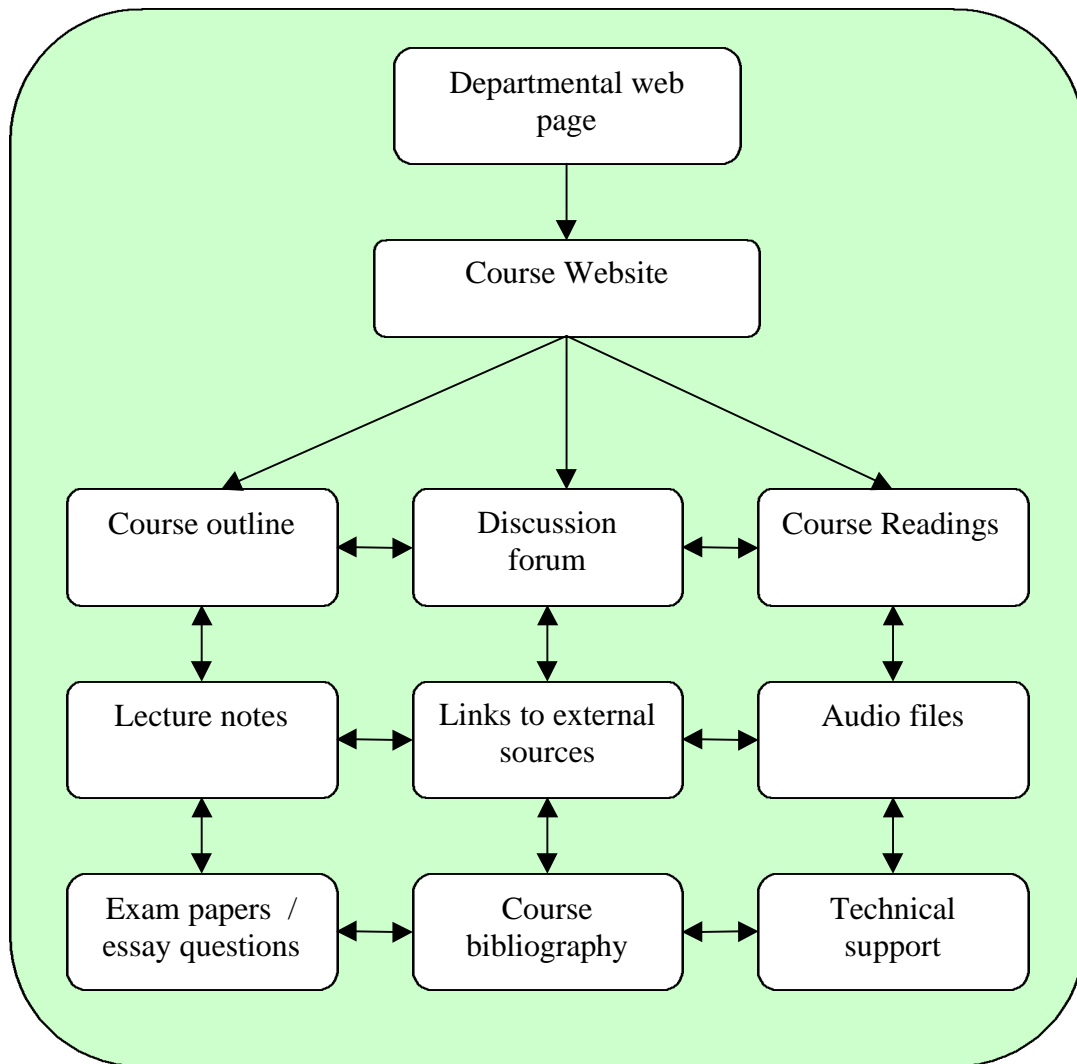 Departmental web
page
Course Website
Course outline
Discussion
forum
Course Readings
Lecture notes
Links to external
sources
Audio files
Exam papers  /
essay questions
Course
bibliography
Technical
support